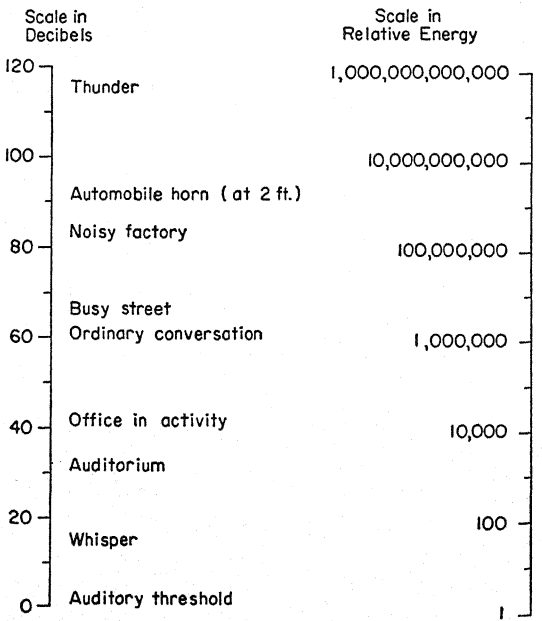 Scale in
Decibels
Scale in
Relative Energy
120
Thunder
1,000,000,000,000
100
10,000,000,000
Automobile horn ( at 2 ft.)
Noisy factory
80
100,000,000
Busy street
Ordinary conversation
60
1,000,000
Office in activity
40
10,000
Auditorium
20
100
Whisper
Auditory threshold
0
1